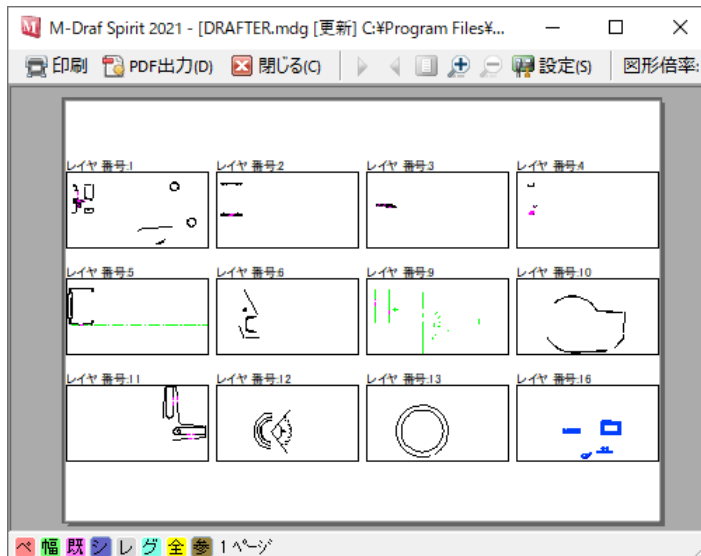 M-Draf Spirit 2021 - [DRAFTER.mdg [更新] C:¥Program Files¥...
印刷 PDF出力(D) 閉じる(C) 設定(S) 図形倍率:
レイヤ 番号:1 レイヤ 番号:2 レイヤ 番号:3 レイヤ 番号:4
レイヤ 番号:5 レイヤ 番号:6 レイヤ 番号:9 レイヤ 番号:10
レイヤ 番号:11 レイヤ 番号:12 レイヤ 番号:13 レイヤ 番号:16
ペ 幅 既 シ レ グ 全 参 1 ページ